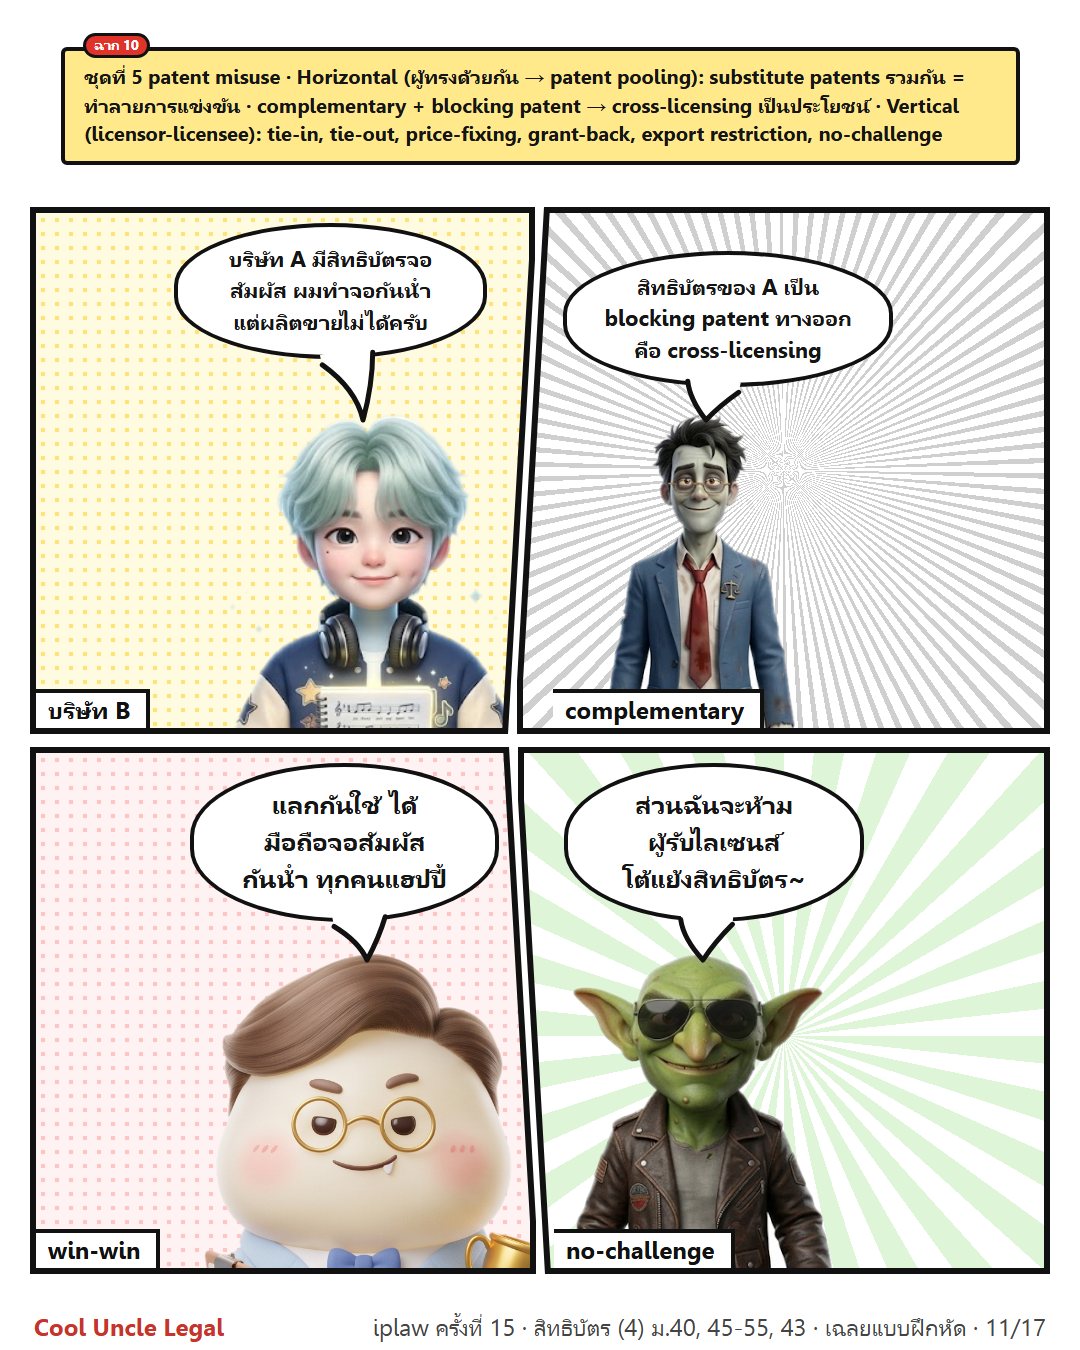 ฉาก 10
ชุดที่ 5 patent misuse · Horizontal (ผู้ทรงด้วยกัน → patent pooling): substitute patents รวมกัน =
ทำลายการแข่งขัน · complementary + blocking patent → cross-licensing เป็นประโยชน์ · Vertical
(licensor-licensee): tie-in, tie-out, price-fixing, grant-back, export restriction, no-challenge
บริษัท A มีสิทธิบัตรจอ
สัมผัส ผมทำจอกันน้ำ
แต่ผลิตขายไม่ได้ครับ
บริษัท B
สิทธิบัตรของ A เป็น
blocking patent ทางออก
คือ cross-licensing
complementary
แลกกันใช้ ได้
มือถือจอสัมผัส
กันน้ำ ทุกคนแฮปปี้
win-win
ส่วนฉันจะห้าม
ผู้รับไลเซนส์
โต้แย้งสิทธิบัตร~
no-challenge
Cool Uncle Legal
iplaw ครั้งที่ 15 · สิทธิบัตร (4) ม.40, 45-55, 43 · เฉลยแบบฝึกหัด · 11/17